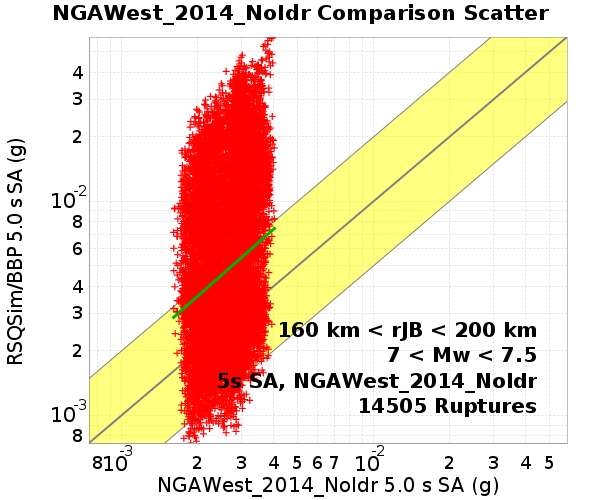 NGAWest_2014_NoIdr Comparison Scatter
RSQSim/BBP 5.0 s SA (g)
4
3
2
10-2
8
6
4
3
2
10-3
8
160 km < rJB < 200 km
7 < Mw < 7.5
5s SA, NGAWest_2014_NoIdr
14505 Ruptures
8 10-3 2 3 4 5 6 7 10-2 2 3 4 5
NGAWest_2014_NoIdr 5.0 s SA (g)